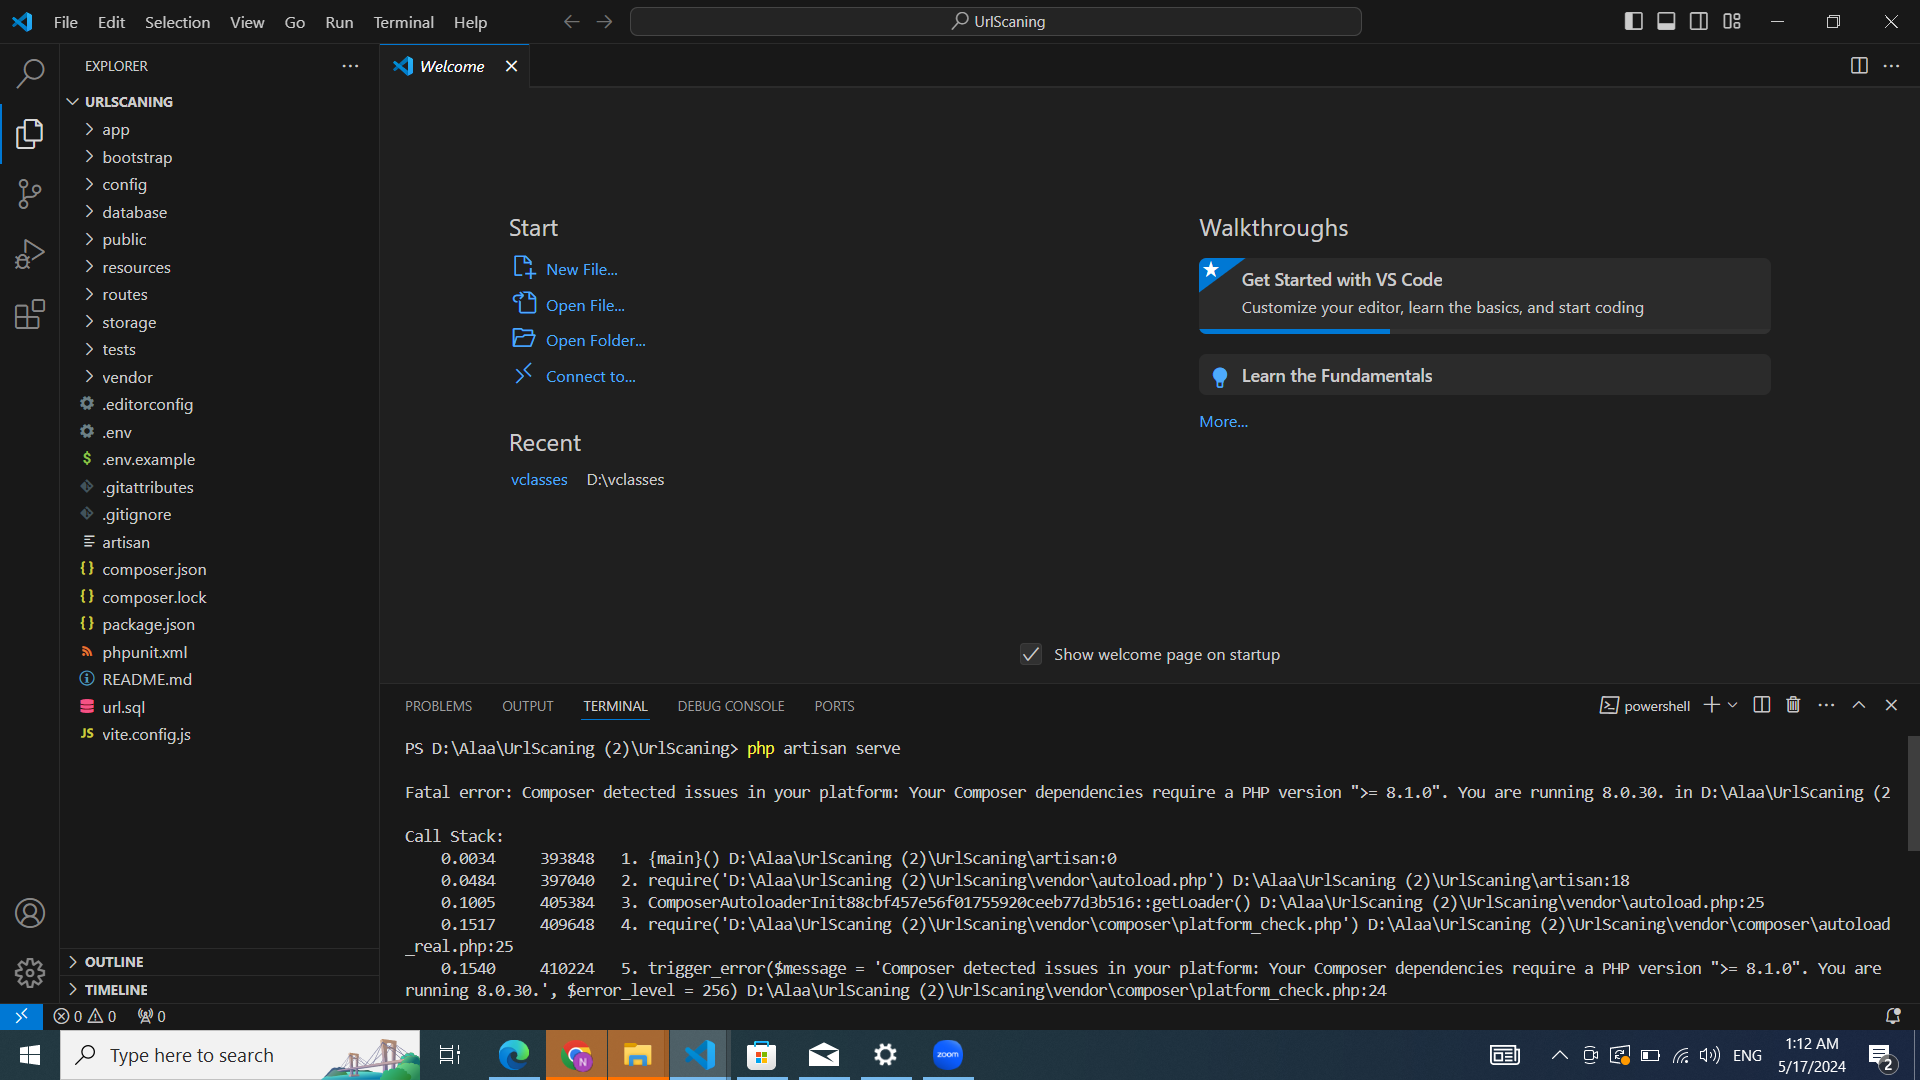 File Edit Selection View Go Run Terminal Help
UrlScaning
EXPLORER
Welcome
URLSCANING
app
bootstrap
config
database
public
resources
routes
storage
tests
vendor
.editorconfig
.env
.env.example
.gitattributes
.gitignore
artisan
composer.json
composer.lock
package.json
phpunit.xml
README.md
url.sql
JS vite.config.js
OUTLINE
TIMELINE
Start
New File...
Open File...
Open Folder...
Connect to...
Recent
vclasses D:\vclasses
Walkthroughs
Get Started with VS Code
Customize your editor, learn the basics, and start coding
Learn the Fundamentals
More...
Show welcome page on startup
PROBLEMS OUTPUT TERMINAL DEBUG CONSOLE PORTS
powershell
PS D:\Alaa\UrlScaning (2)\UrlScaning> php artisan serve
Fatal error: Composer detected issues in your platform: Your Composer dependencies require a PHP version ">= 8.1.0". You are running 8.0.30. in D:\Alaa\UrlScaning (2
Call Stack:
0.0034 393848 1. {main}() D:\Alaa\UrlScaning (2)\UrlScaning\artisan:0
0.0484 397040 2. require('D:\Alaa\UrlScaning (2)\UrlScaning\vendor\autoload.php') D:\Alaa\UrlScaning (2)\UrlScaning\artisan:18
0.1005 405384 3. ComposerAutoloaderInit88cbf457e56f01755920ceeb77d3b516::getLoader() D:\Alaa\UrlScaning (2)\UrlScaning\vendor\autoload.php:25
0.1517 409648 4. require('D:\Alaa\UrlScaning (2)\UrlScaning\vendor\composer\platform_check.php') D:\Alaa\UrlScaning (2)\UrlScaning\vendor\composer\autoload
_real.php:25
0.1540 410224 5. trigger_error($message = 'Composer detected issues in your platform: Your Composer dependencies require a PHP version ">= 8.1.0". You are
running 8.0.30.', $error_level = 256) D:\Alaa\UrlScaning (2)\UrlScaning\vendor\composer\platform_check.php:24
0 0 0
Type here to search
N
zoom
ENG
1:12 AM
5/17/2024
2